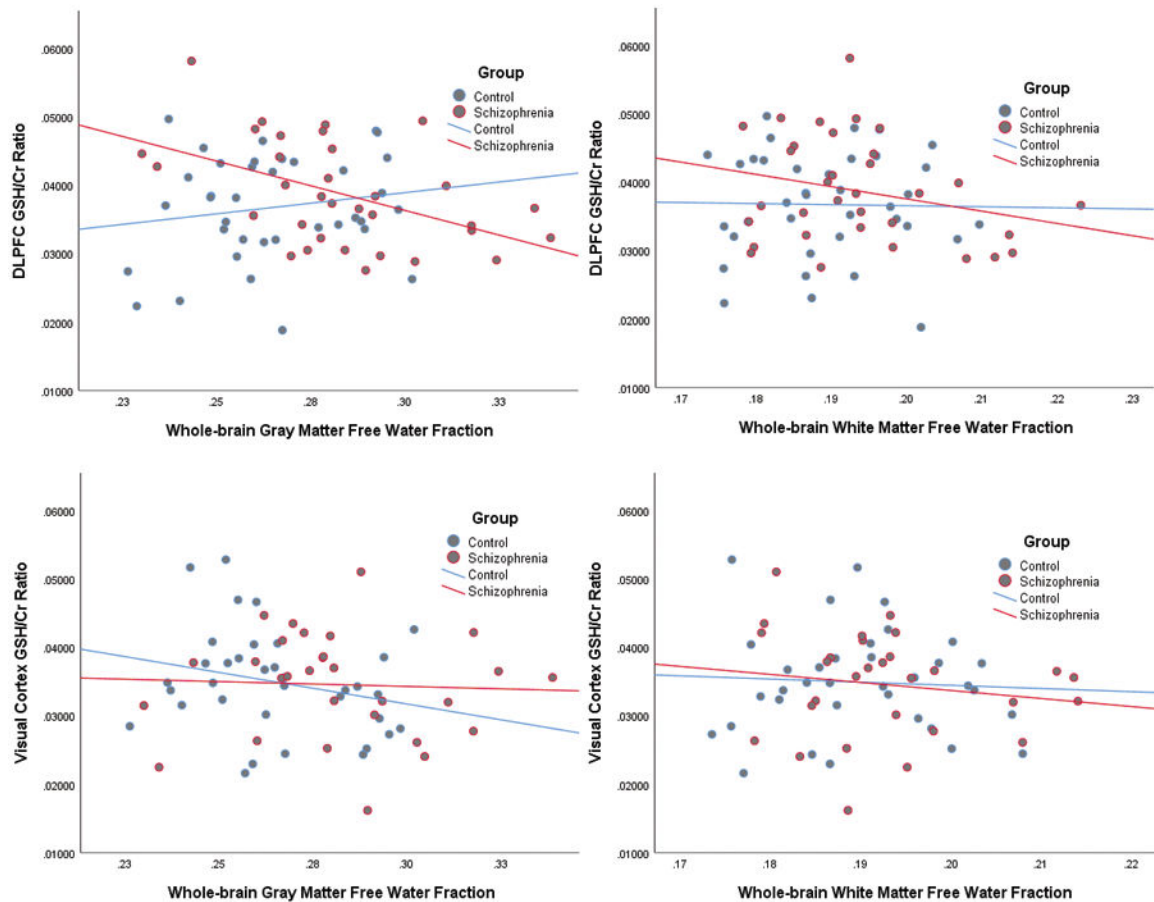 DLPFC GSH/Cr Ratio
.06000
.05000
.04000
.03000
.02000
.01000
Group
Control
Schizophrenia
Control
Schizophrenia
.23 .25 .28 .30 .33
Whole-brain Gray Matter Free Water Fraction
DLPFC GSH/Cr Ratio
.06000
.05000
.04000
.03000
.02000
.01000
Group
Control
Schizophrenia
Control
Schizophrenia
.17 .18 .19 .20 .21 .22 .23
Whole-brain White Matter Free Water Fraction
Visual Cortex GSH/Cr Ratio
.06000
.05000
.04000
.03000
.02000
.01000
Group
Control
Schizophrenia
Control
Schizophrenia
.23 .25 .28 .30 .33
Whole-brain Gray Matter Free Water Fraction
Visual Cortex GSH/Cr Ratio
.06000
.05000
.04000
.03000
.02000
.01000
Group
Control
Schizophrenia
Control
Schizophrenia
.17 .18 .19 .20 .21 .22
Whole-brain White Matter Free Water Fraction